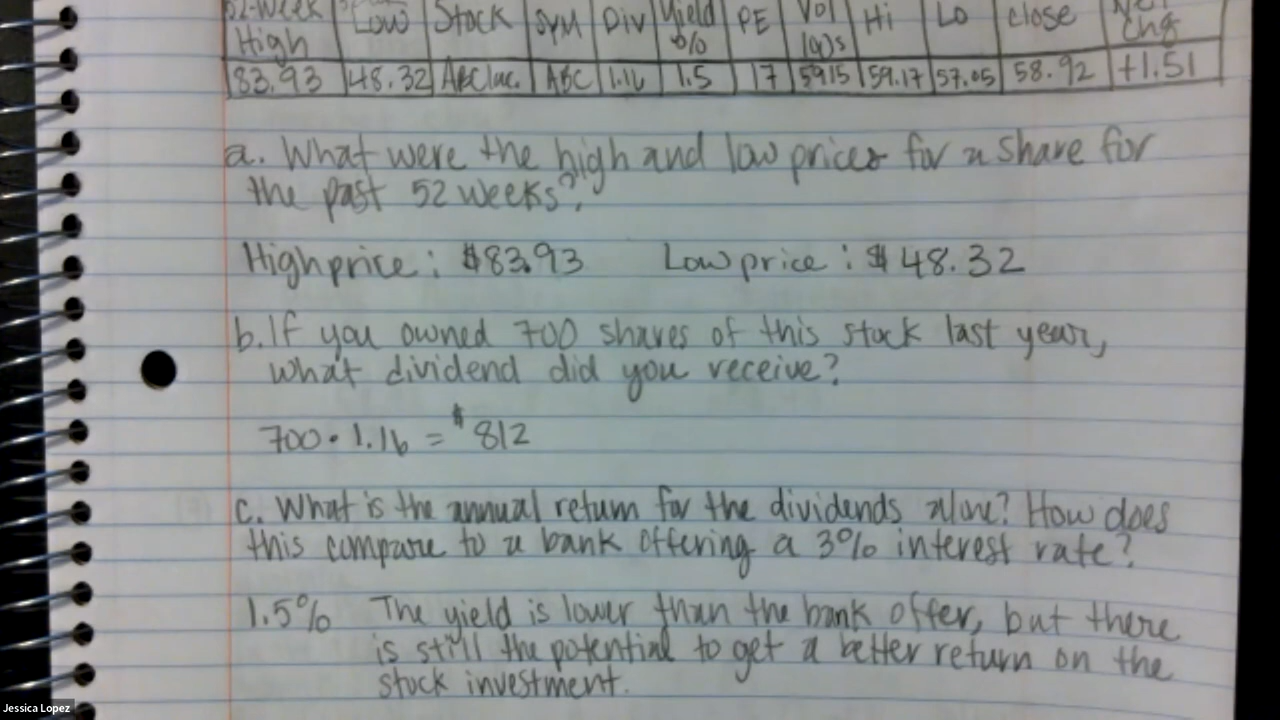 52-Week Low Stock SYM Div Yield PE Vol Hi Lo close Net
High % 100s Chg
83.93 48.32 ABC Inc. ABC 1.16 1.5 17 5915 59.17 57.05 58.92 +1.51
a. What were the high and low prices for a share for
the past 52 weeks?
High price: $83.93 Low price: $48.32
b. If you owned 700 shares of this stock last year,
what dividend did you receive?
700 • 1.16 = $812
c. What is the annual return for the dividends alone? How does
this compare to a bank offering a 3% interest rate?
1.5% The yield is lower than the bank offer, but there
is still the potential to get a better return on the
stock investment.
Jessica Lopez